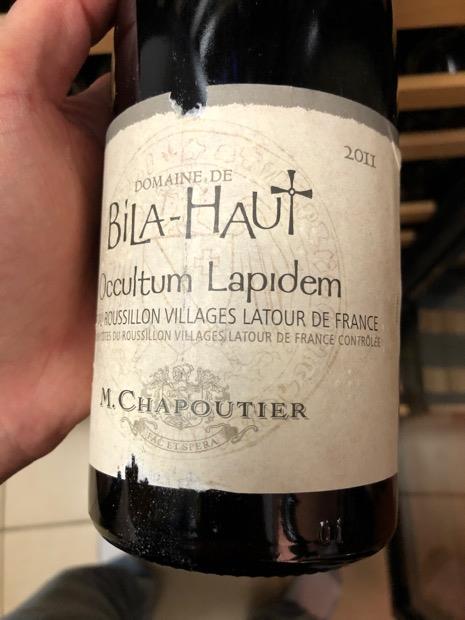 2011
DOMAINE DE
BILA-HAUT
Occultum Lapidem
DU ROUSSILLON VILLAGES LATOUR DE FRANCE
CÔTES DU ROUSSILLON VILLAGES LATOUR DE FRANCE CONTRÔLÉE
M. CHAPOUTIER
FAC ET SPERA